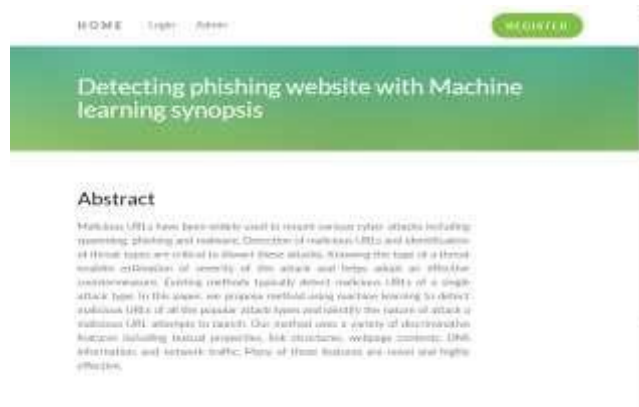 HOME Login Admin REGISTER
Detecting phishing website with Machine
learning synopsis
Abstract
Malicious URLs have been widely used to mount various cyber attacks including
spamming, phishing and malware. Detection of malicious URLs and identification
of threat types are critical to thwart these attacks. Knowing the type of a threat
enables estimation of severity of the attack and helps adopt an effective
countermeasure. Existing methods typically detect malicious URLs of a single
attack type. In this paper, we propose method using machine learning to detect
malicious URLs of all the popular attack types and identify the nature of attack a
malicious URL attempts to launch. Our method uses a variety of discriminative
features including textual properties, link structures, webpage contents, DNS
information, and network traffic. Many of these features are novel and highly
effective.